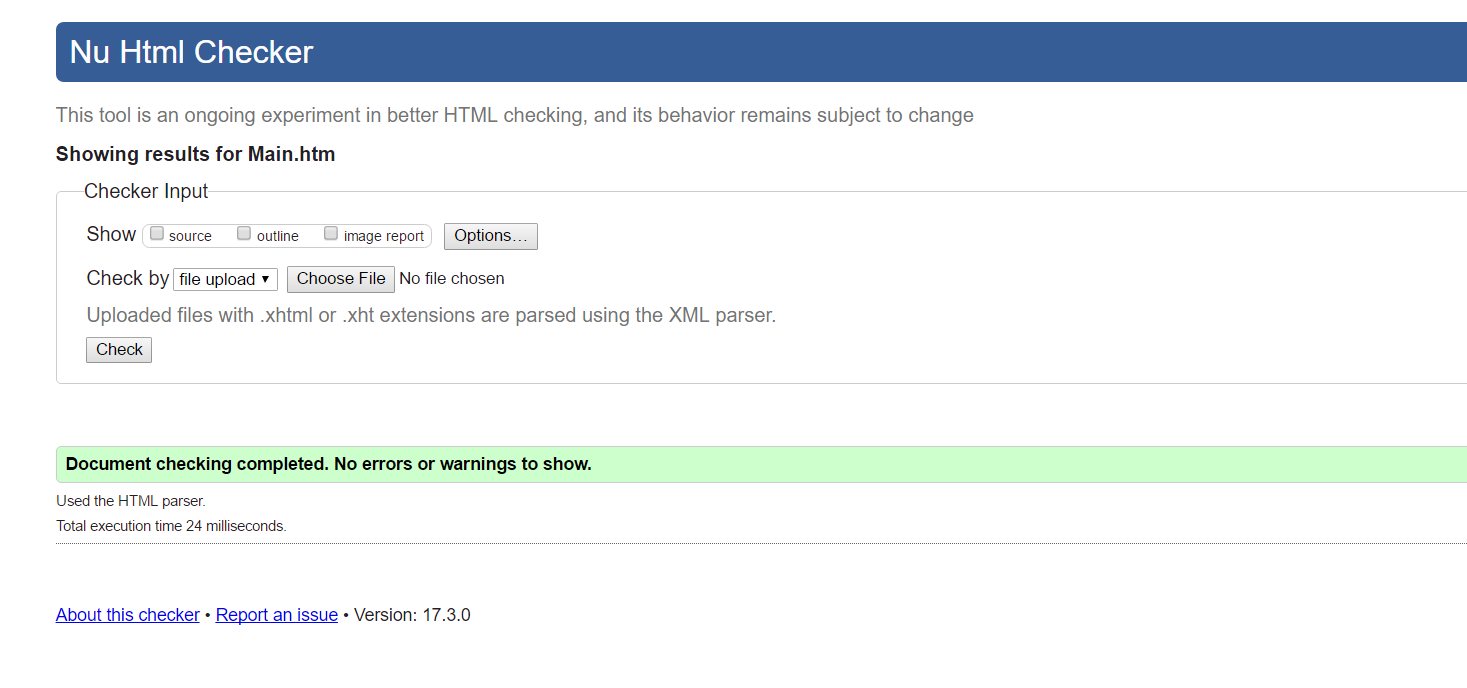 Nu Html Checker
This tool is an ongoing experiment in better HTML checking, and its behavior remains subject to change
Showing results for Main.htm
Checker Input
Show source outline image report Options...
Check by file upload ▼ Choose File No file chosen
Uploaded files with .xhtml or .xht extensions are parsed using the XML parser.
Check
Document checking completed. No errors or warnings to show.
Used the HTML parser.
Total execution time 24 milliseconds.
About this checker • Report an issue • Version: 17.3.0